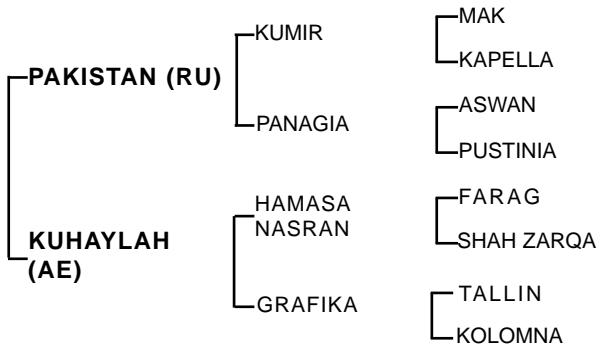 MAK
KUMIR
KAPELLA
PAKISTAN (RU)
ASWAN
PANAGIA
PUSTINIA
HAMASA
NASRAN
FARAG
KUHAYLAH
(AE)
SHAH ZARQA
GRAFIKA
TALLIN
KOLOMNA